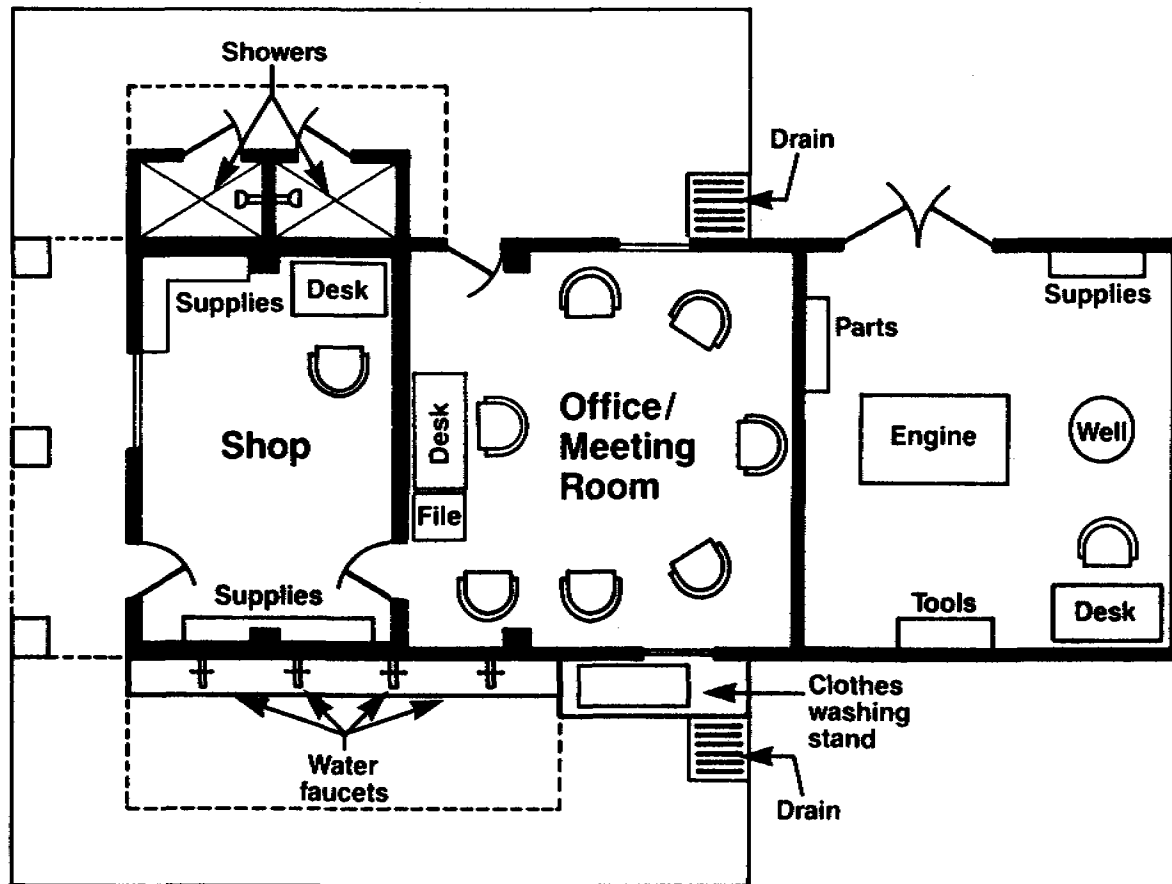 Showers
Drain
Supplies
Desk
Supplies
Parts
Desk
Office/
Meeting
Room
Engine
Well
Shop
File
Supplies
Tools
Desk
Clothes
washing
stand
Water
faucets
Drain